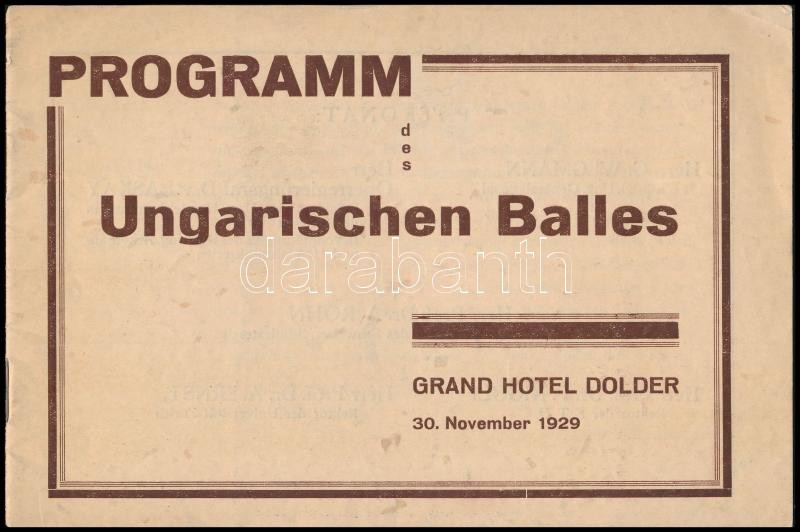 PROGRAMM
des
Ungarischen Balles
darabanth
GRAND HOTEL DOLDER
30. November 1929